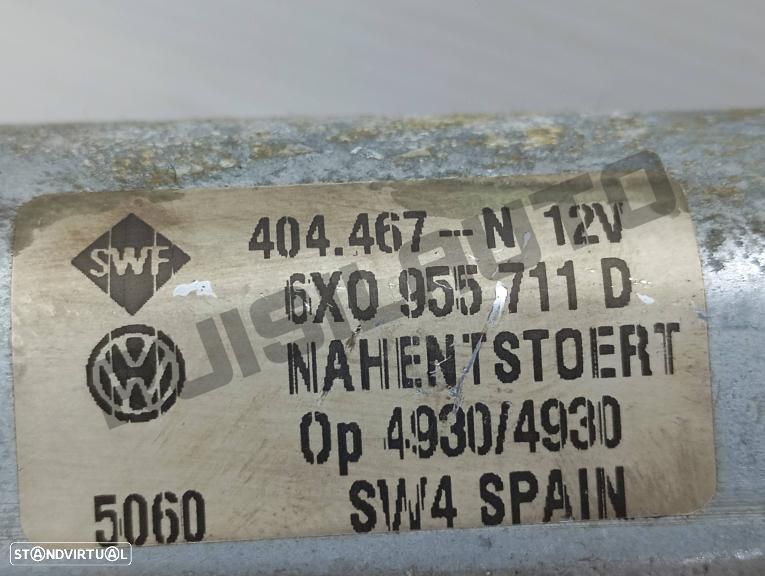 SWF
404.467---N 12V
6X0 955 711 D
NAHENTSTOERT
Op 4930/4930
5060
SW4 SPAIN
STANDVIRTUAL